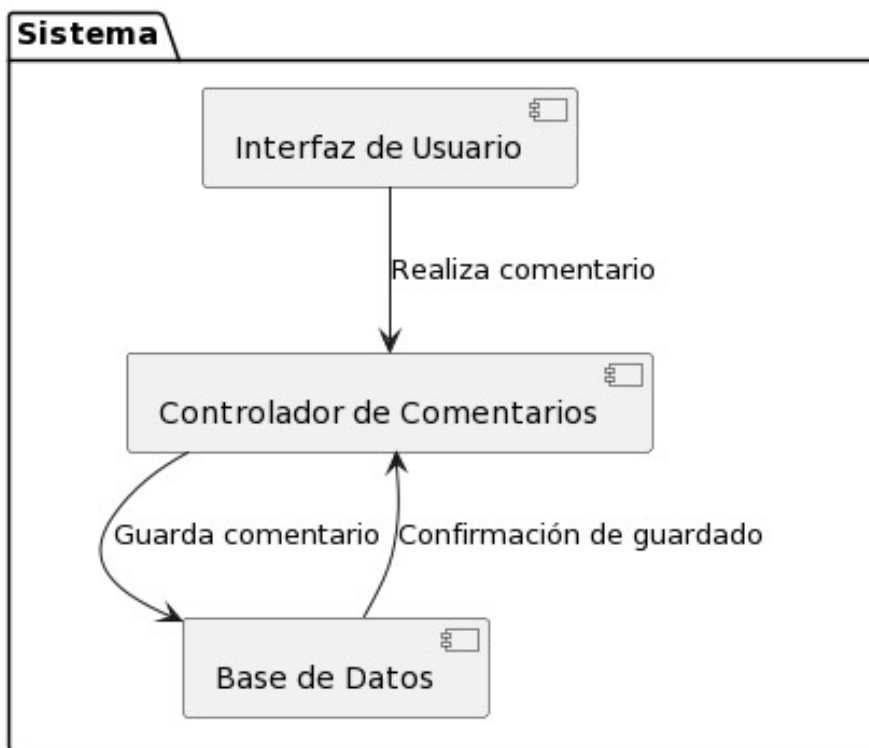 Sistema
Interfaz de Usuario
Realiza comentario
Controlador de Comentarios
Guarda comentario
Confirmación de guardado
Base de Datos